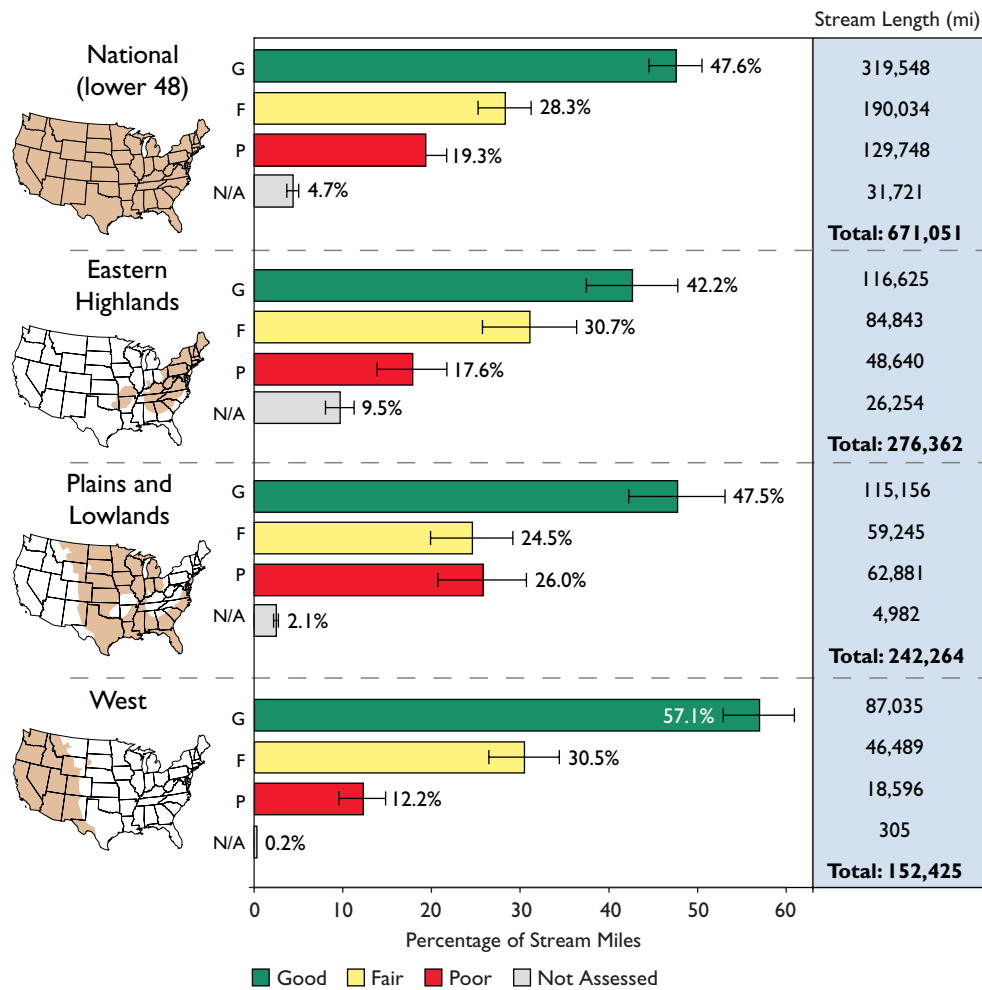 Stream Length (mi)
National
(lower 48)
G 47.6% 319,548
F 28.3% 190,034
P 19.3% 129,748
N/A 4.7% 31,721
Total: 671,051
Eastern
Highlands
G 42.2% 116,625
F 30.7% 84,843
P 17.6% 48,640
N/A 9.5% 26,254
Total: 276,362
Plains and
Lowlands
G 47.5% 115,156
F 24.5% 59,245
P 26.0% 62,881
N/A 2.1% 4,982
Total: 242,264
West
G 57.1% 87,035
F 30.5% 46,489
P 12.2% 18,596
N/A 0.2% 305
Total: 152,425
0 10 20 30 40 50 60
Percentage of Stream Miles
Good Fair Poor Not Assessed